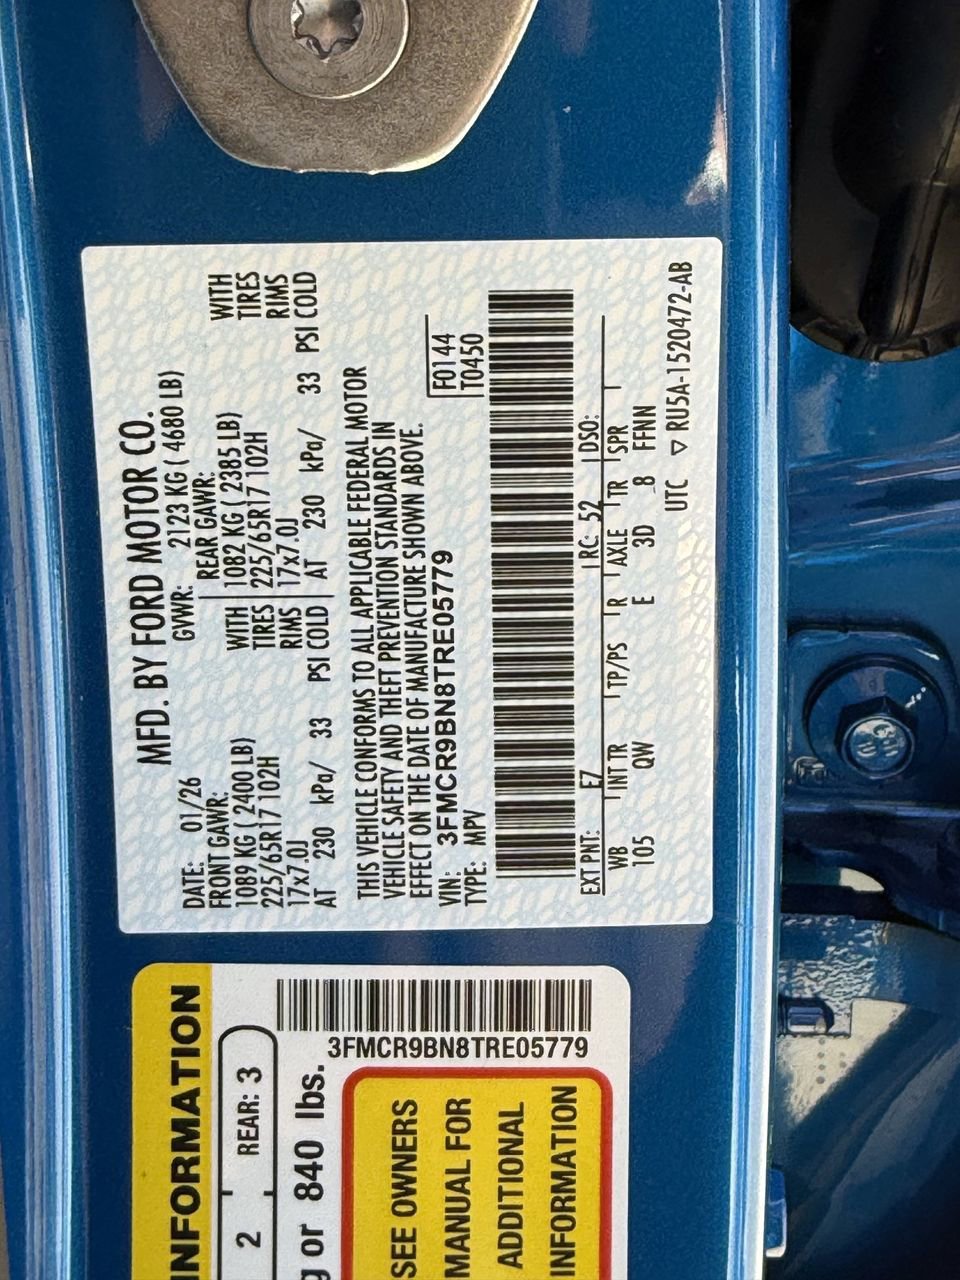 MFD. BY FORD MOTOR CO.
DATE: 01/26 GVWR: 2123 KG ( 4680 LB)
FRONT GAWR: REAR GAWR:
1089 KG ( 2400 LB) WITH 1082 KG ( 2385 LB) WITH
225/65R17 102H TIRES 225/65R17 102H TIRES
17x7.0J RIMS 17x7.0J RIMS
AT 230 kPa/ 33 PSI COLD AT 230 kPa/ 33 PSI COLD
THIS VEHICLE CONFORMS TO ALL APPLICABLE FEDERAL MOTOR
VEHICLE SAFETY AND THEFT PREVENTION STANDARDS IN
EFFECT ON THE DATE OF MANUFACTURE SHOWN ABOVE.
VIN: 3FMCR9BN8TRE05779 F0144
TYPE: MPV T0450
EXT PNT: E7 RC: 52 DSO:
WB INT TR TP/PS R AXLE TR SPR
105 QW E 3D 8 FFNN
UTC ▽ RU5A-1520472-AB
INFORMATION
2 REAR: 3
g or 840 lbs.
3FMCR9BN8TRE05779
SEE OWNERS
MANUAL FOR
ADDITIONAL
INFORMATION